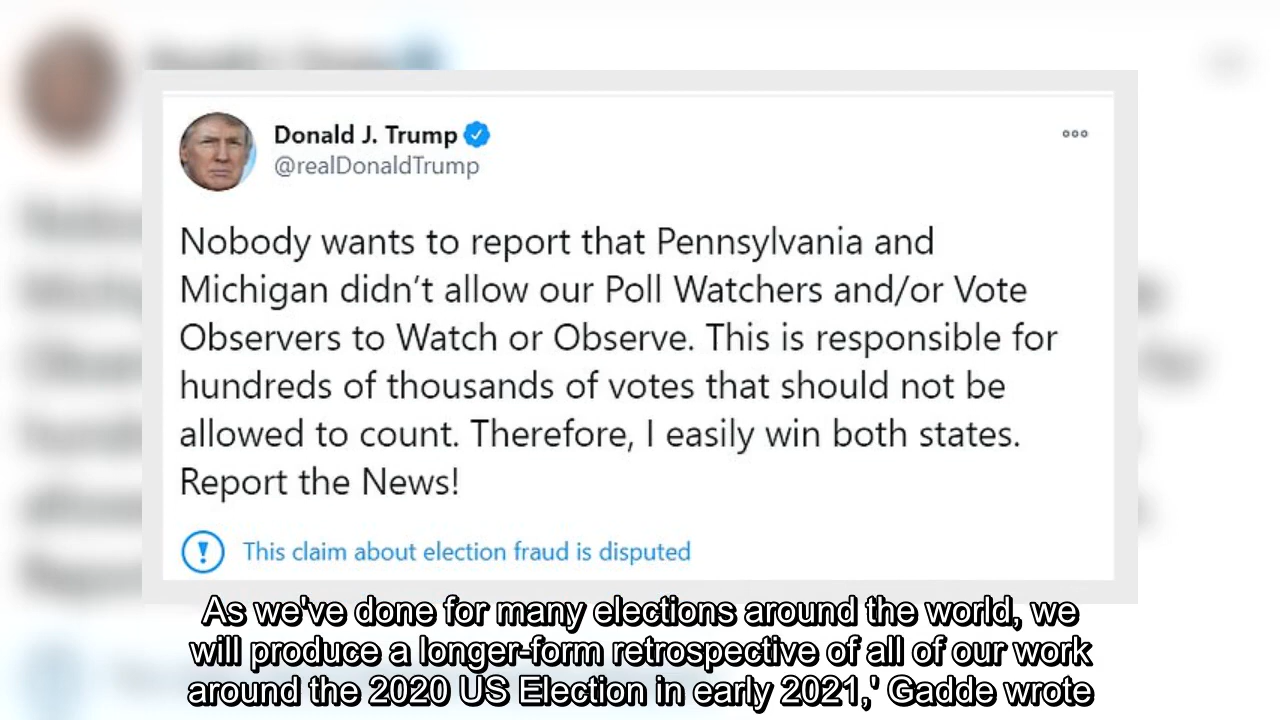 Donald J. Trump
@realDonaldTrump
Nobody wants to report that Pennsylvania and
Michigan didn’t allow our Poll Watchers and/or Vote
Observers to Watch or Observe. This is responsible for
hundreds of thousands of votes that should not be
allowed to count. Therefore, I easily win both states.
Report the News!
This claim about election fraud is disputed
As we've done for many elections around the world, we
will produce a longer-form retrospective of all of our work
around the 2020 US Election in early 2021,' Gadde wrote